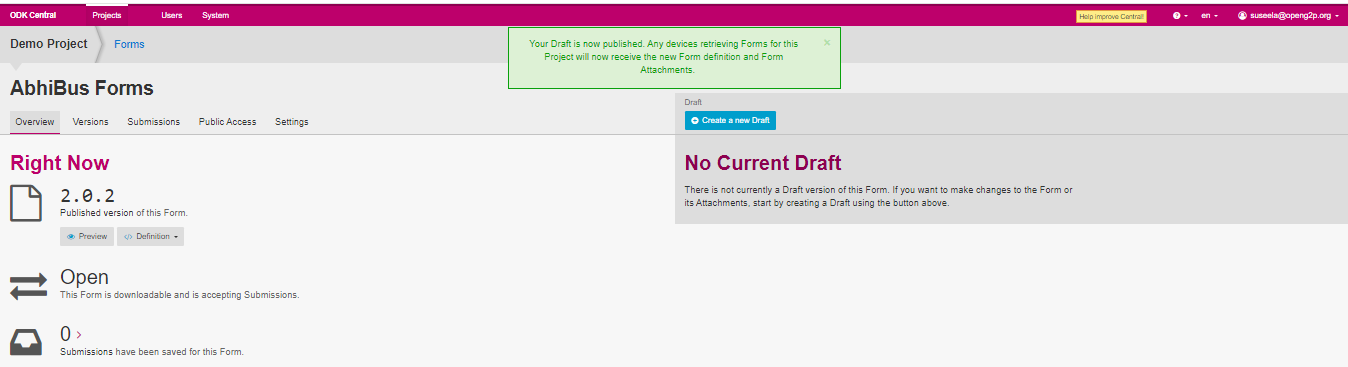 ODK Central Projects Users System Help improve Central! en suseela@openg2p.org
Demo Project Forms
Your Draft is now published. Any devices retrieving Forms for this
Project will now receive the new Form definition and Form
Attachments.
×
AbhiBus Forms
Overview Versions Submissions Public Access Settings
Draft
Create a new Draft
Right Now
2.0.2
Published version of this Form.
Preview </> Definition
Open
This Form is downloadable and is accepting Submissions.
0 >
Submissions have been saved for this Form.
No Current Draft
There is not currently a Draft version of this Form. If you want to make changes to the Form or
its Attachments, start by creating a Draft using the button above.